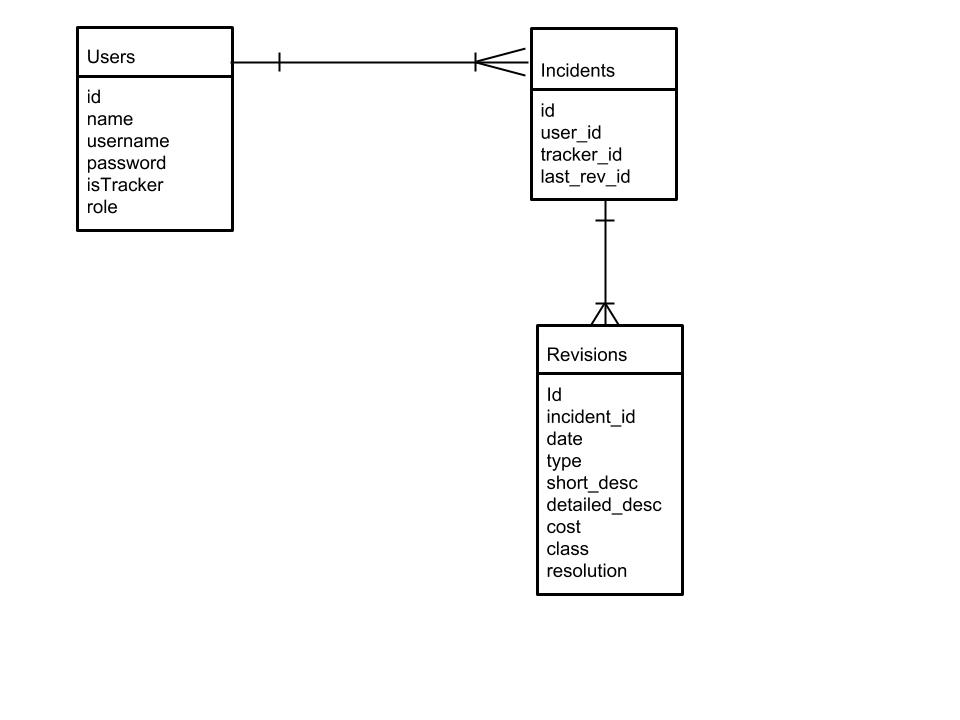 Users
id
name
username
password
isTracker
role
Incidents
id
user_id
tracker_id
last_rev_id
Revisions
Id
incident_id
date
type
short_desc
detailed_desc
cost
class
resolution